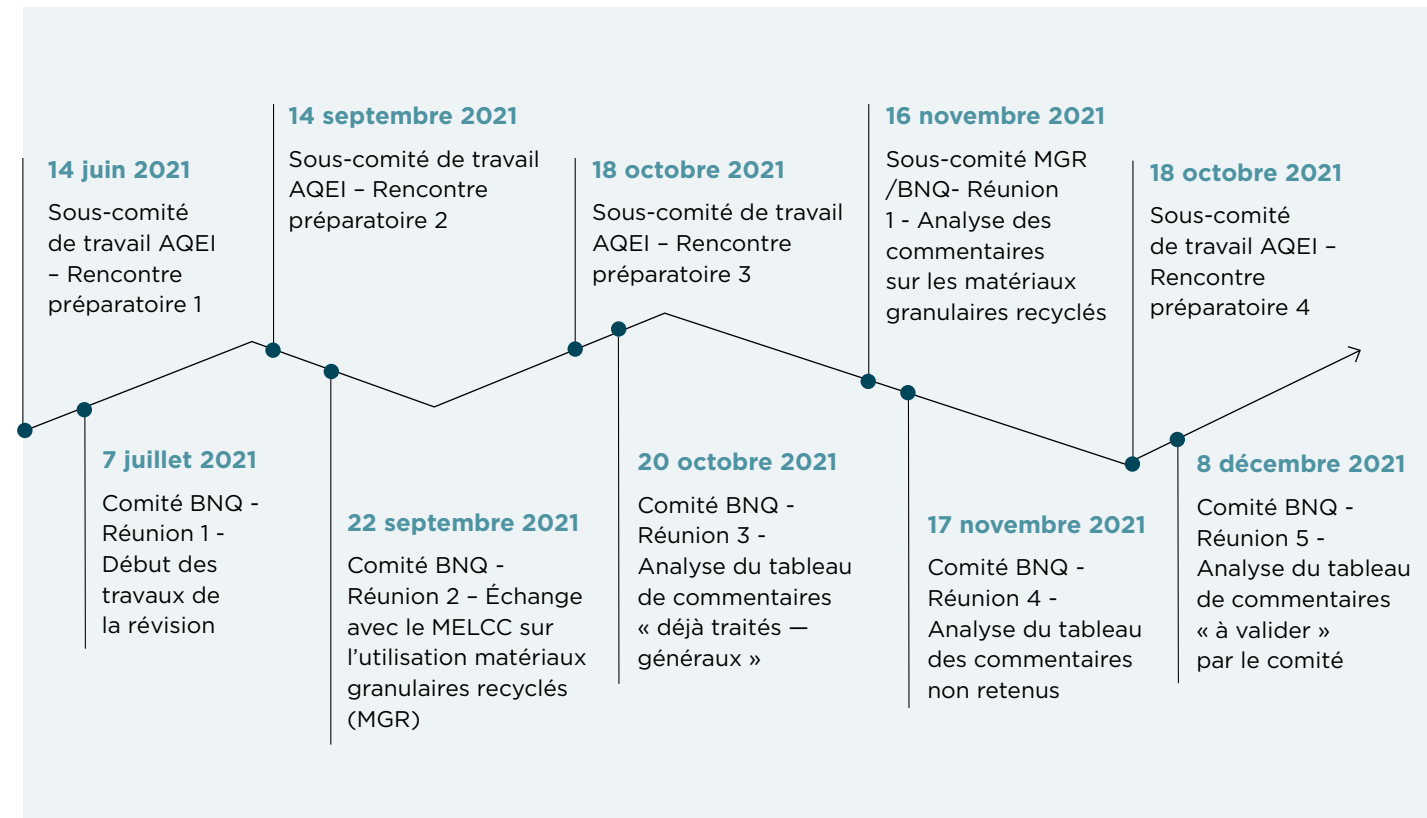 14 juin 2021
Sous-comité
de travail AQEI
– Rencontre
préparatoire 1
7 juillet 2021
Comité BNQ -
Réunion 1 -
Début des
travaux de
la révision
14 septembre 2021
Sous-comité de travail
AQEI – Rencontre
préparatoire 2
22 septembre 2021
Comité BNQ -
Réunion 2 – Échange
avec le MELCC sur
l’utilisation matériaux
granulaires recyclés
(MGR)
18 octobre 2021
Sous-comité de travail
AQEI – Rencontre
préparatoire 3
20 octobre 2021
Comité BNQ -
Réunion 3 -
Analyse du tableau
de commentaires
« déjà traités —
généraux »
16 novembre 2021
Sous-comité MGR
/BNQ- Réunion
1 - Analyse des
commentaires
sur les matériaux
granulaires recyclés
17 novembre 2021
Comité BNQ -
Réunion 4 -
Analyse du tableau
des commentaires
non retenus
18 octobre 2021
Sous-comité
de travail AQEI –
Rencontre
préparatoire 4
8 décembre 2021
Comité BNQ -
Réunion 5 -
Analyse du tableau
de commentaires
« à valider »
par le comité